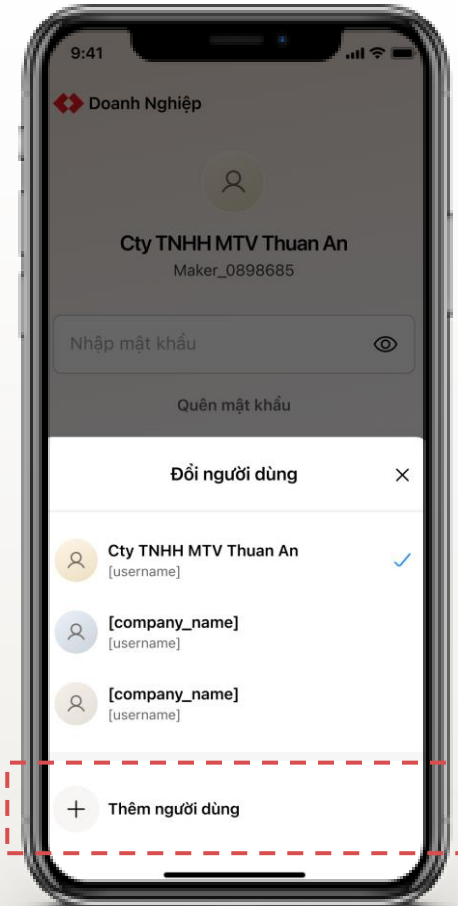 9:41
Doanh Nghiệp
Cty TNHH MTV Thuan An
Maker_0898685
Nhập mật khẩu
Quên mật khẩu
Đổi người dùng
Cty TNHH MTV Thuan An
[username]
[company_name]
[username]
[company_name]
[username]
Thêm người dùng